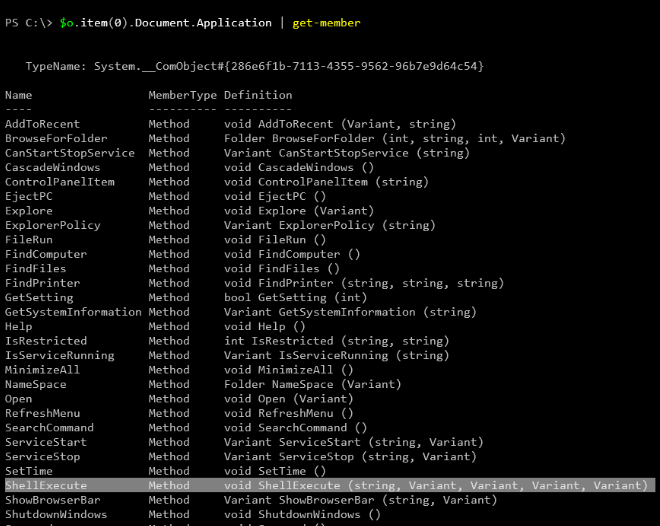 PS C:\> $o.item(0).Document.Application | get-member
TypeName: System.__ComObject#{286e6f1b-7113-4355-9562-96b7e9d64c54}
Name MemberType Definition
---- ---------- ----------
AddToRecent Method void AddToRecent (Variant, string)
BrowseForFolder Method Folder BrowseForFolder (int, string, int, Variant)
CanStartStopService Method Variant CanStartStopService (string)
CascadeWindows Method void CascadeWindows ()
ControlPanelItem Method void ControlPanelItem (string)
EjectPC Method void EjectPC ()
Explore Method void Explore (Variant)
ExplorerPolicy Method Variant ExplorerPolicy (string)
FileRun Method void FileRun ()
FindComputer Method void FindComputer ()
FindFiles Method void FindFiles ()
FindPrinter Method void FindPrinter (string, string, string)
GetSetting Method bool GetSetting (int)
GetSystemInformation Method Variant GetSystemInformation (string)
Help Method void Help ()
IsRestricted Method int IsRestricted (string, string)
IsServiceRunning Method Variant IsServiceRunning (string)
MinimizeAll Method void MinimizeAll ()
NameSpace Method Folder NameSpace (Variant)
Open Method void Open (Variant)
RefreshMenu Method void RefreshMenu ()
SearchCommand Method void SearchCommand ()
ServiceStart Method Variant ServiceStart (string, Variant)
ServiceStop Method Variant ServiceStop (string, Variant)
SetTime Method void SetTime ()
ShellExecute Method void ShellExecute (string, Variant, Variant, Variant, Variant)
ShowBrowserBar Method Variant ShowBrowserBar (string, Variant)
ShutdownWindows Method void ShutdownWindows ()